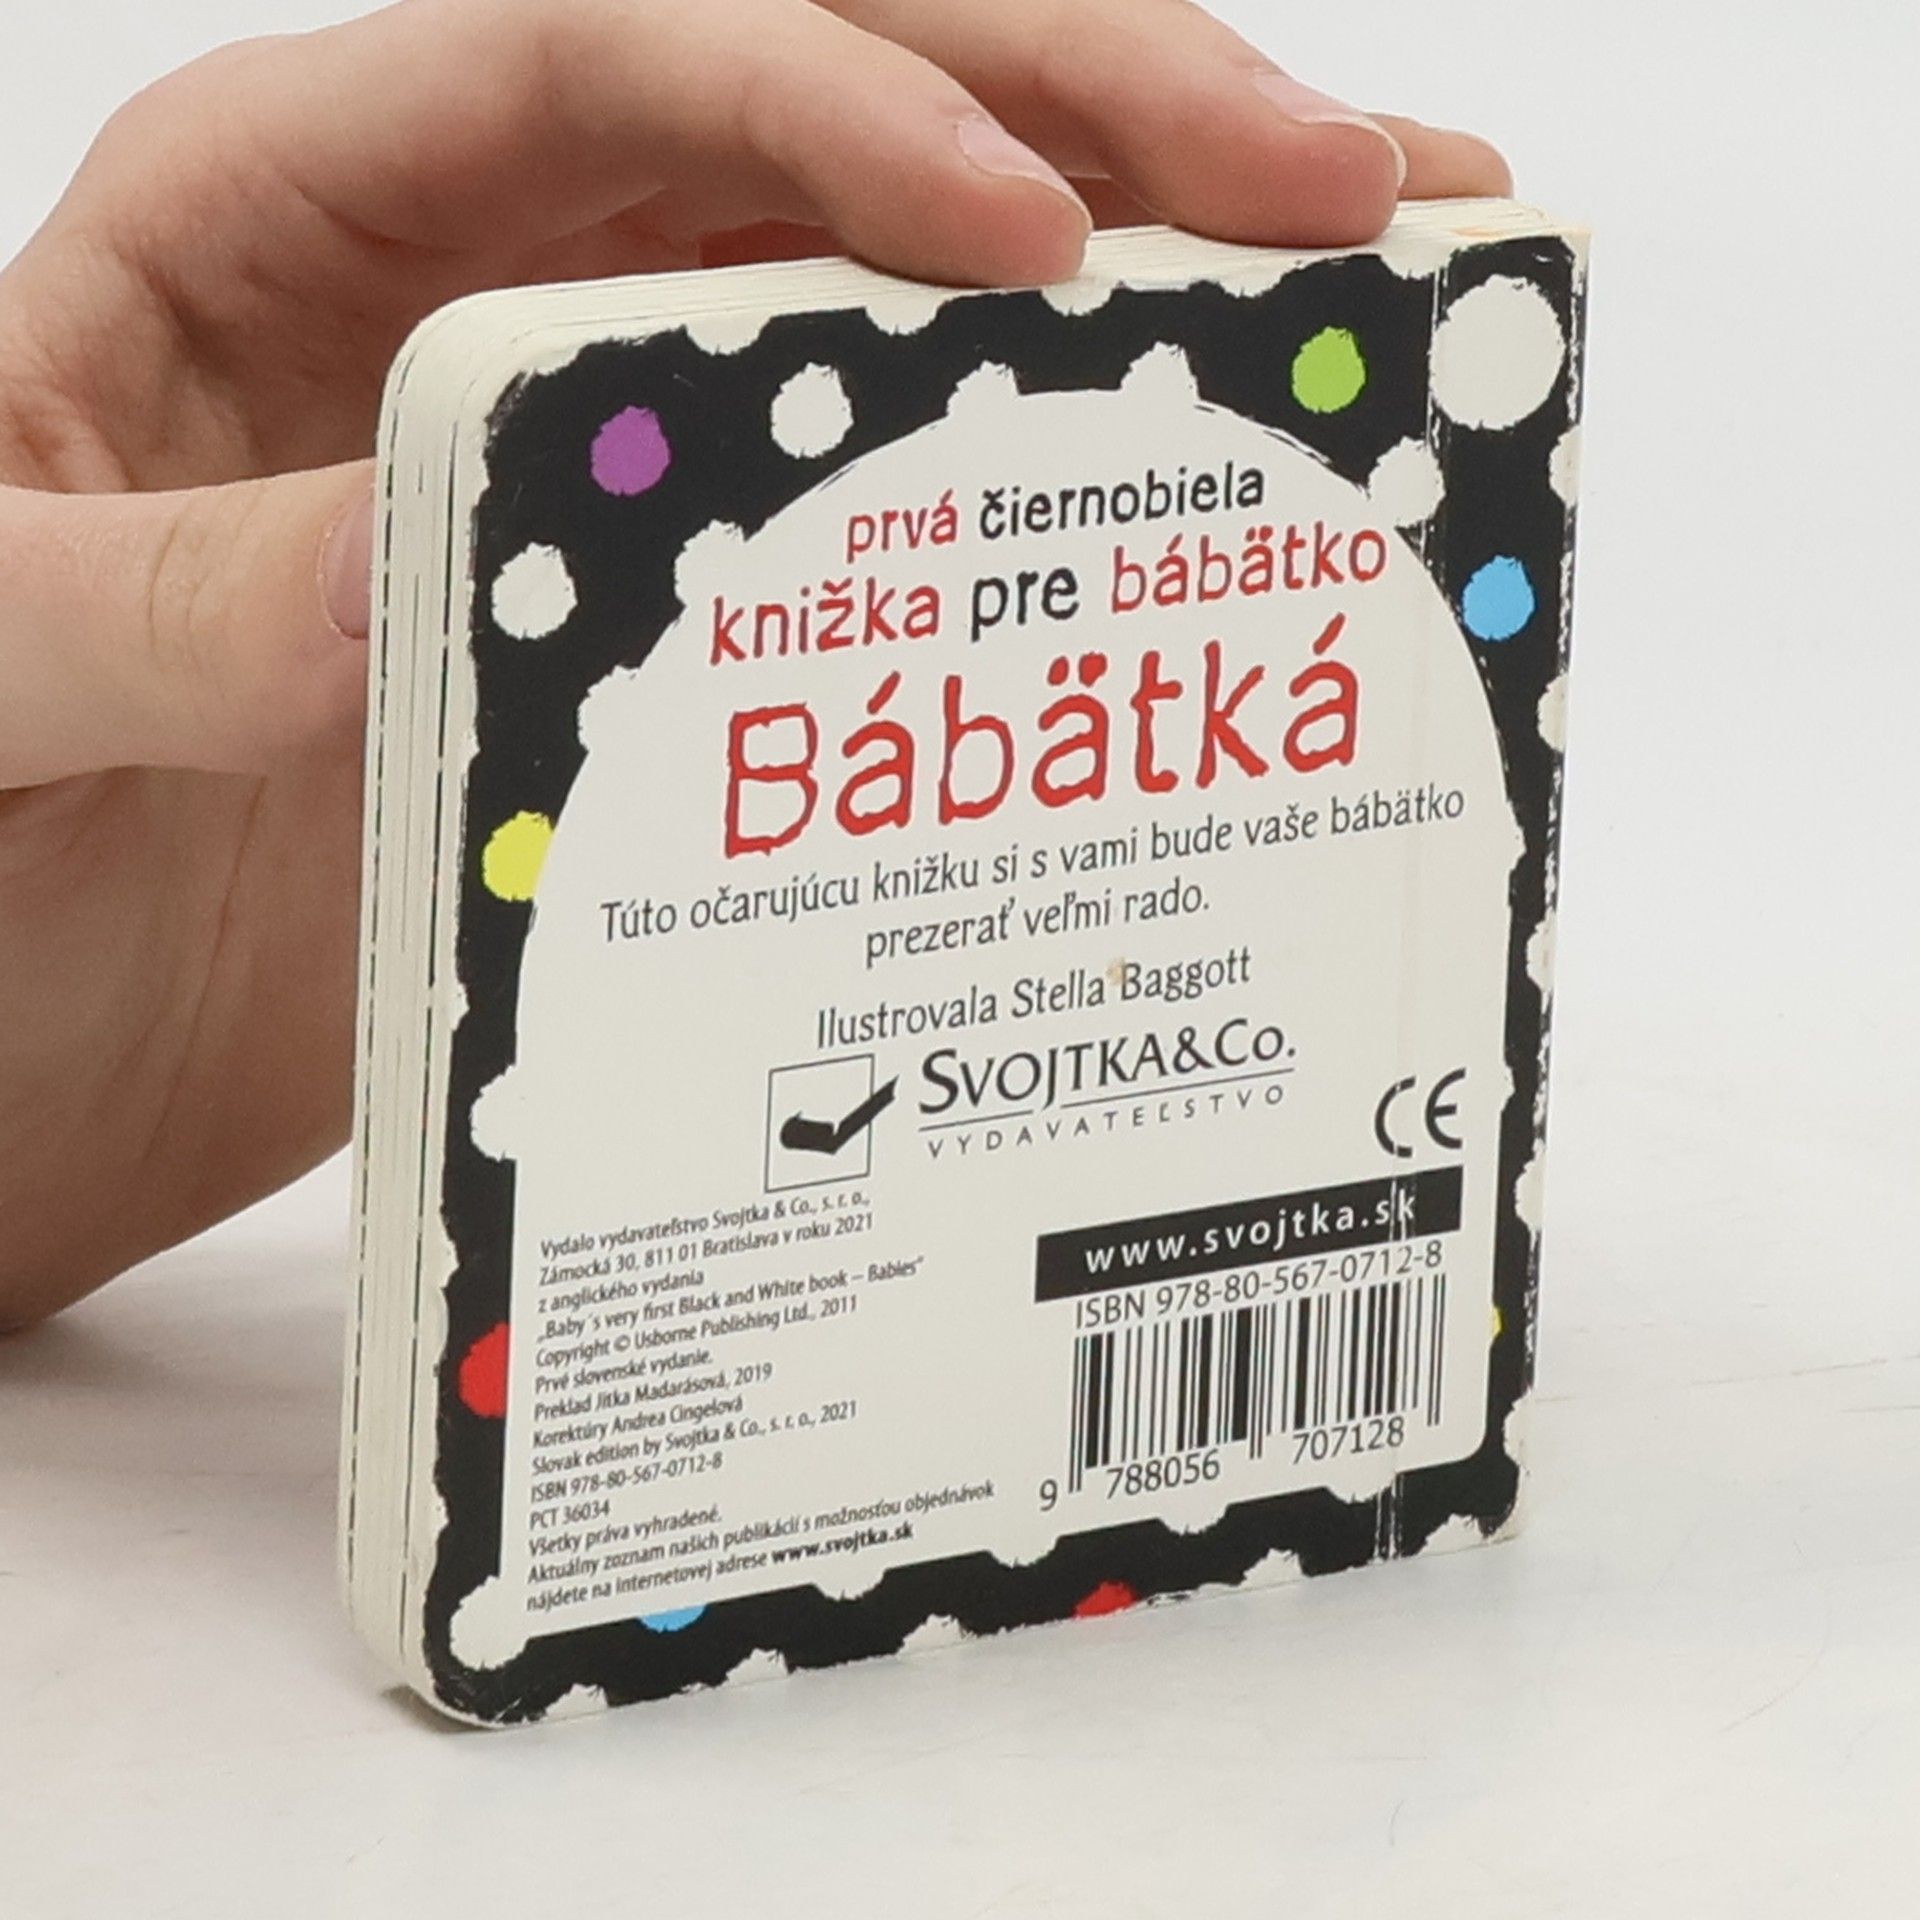 prvá čiernobiela
knižka pre bábätko
Bábätká
Túto očarujúcu knižku si s vami bude vaše bábätko
prezerať veľmi rado.
Ilustrovala Stella Baggott
SVOJTKA&CO.
VYDAVATEĽSTVO
CE
Vydalo vydavateľstvo Svojtka & Co., s. r. o.,
Zámocká 30, 811 01 Bratislava v roku 2021
z anglického vydania
„Baby´s very first Black and White book – Babies"
Copyright © Usborne Publishing Ltd., 2011
Prvé slovenské vydanie.
Preklad Jitka Madarásová, 2019
Korektúry Andrea Cingelová
Slovak edition by Svojtka & Co., s. r. o., 2021
ISBN 978-80-567-0712-8
PCT 36034
Všetky práva vyhradené.
Aktuálny zoznam našich publikácií s možnosťou objednávok
nájdete na internetovej adrese www.svojtka.sk
www.svojtka.sk
ISBN 978-80-567-0712-8
9 788056 707128